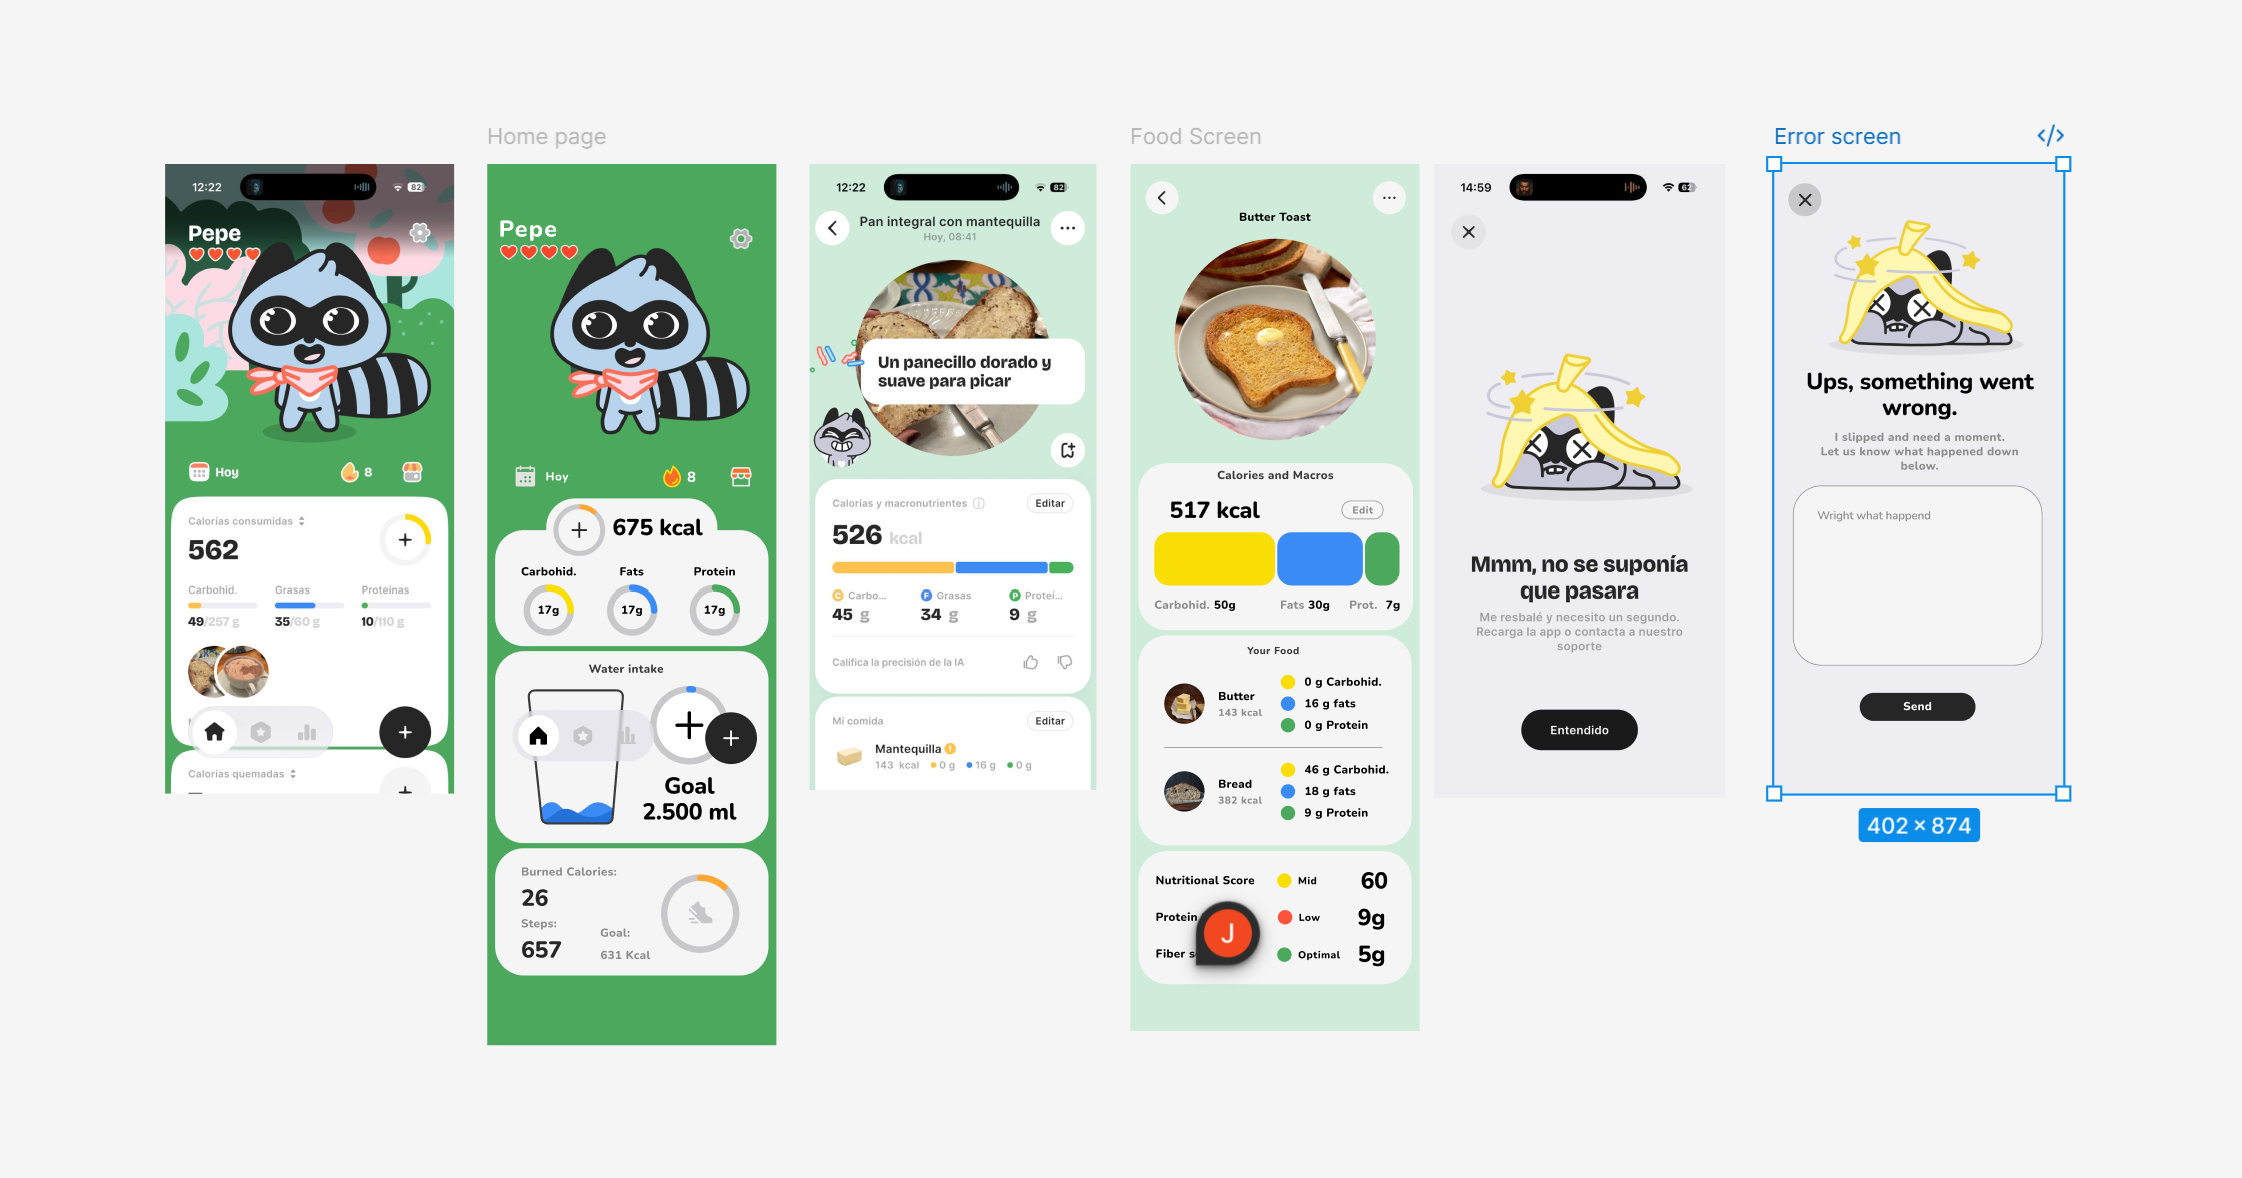 Home page
Food Screen
Error screen
12:22
82
Pepe
Hoy
8
Calorías consumidas
562
Carbohid.
Grasas
Proteínas
49/257 g
35/60 g
10/110 g
Calorías quemadas
Pepe
Hoy
8
675 kcal
Carbohid.
Fats
Protein
17g
17g
17g
Water intake
Goal
2.500 ml
Burned Calories:
26
Steps:
657
Goal:
631 Kcal
12:22
82
Pan integral con mantequilla
Hoy, 08:41
Un panecillo dorado y
suave para picar
Calorías y macronutrientes
Editar
526 kcal
C Carbo...
F Grasas
P Proteí...
45 g
34 g
9 g
Califica la precisión de la IA
Mi comida
Editar
Mantequilla
143 kcal
0 g
16 g
0 g
Butter Toast
Calories and Macros
517 kcal
Edit
Carbohid. 50g
Fats 30g
Prot. 7g
Your Food
Butter
143 kcal
0 g Carbohid.
16 g fats
0 g Protein
Bread
382 kcal
46 g Carbohid.
18 g fats
9 g Protein
Nutritional Score
Mid
60
Protein
Low
9g
Fiber s
Optimal
5g
J
14:59
62
Mmm, no se suponía
que pasara
Me resbalé y necesito un segundo.
Recarga la app o contacta a nuestro
soporte
Entendido
Ups, something went
wrong.
I slipped and need a moment.
Let us know what happened down
below.
Wright what happend
Send
402 × 874